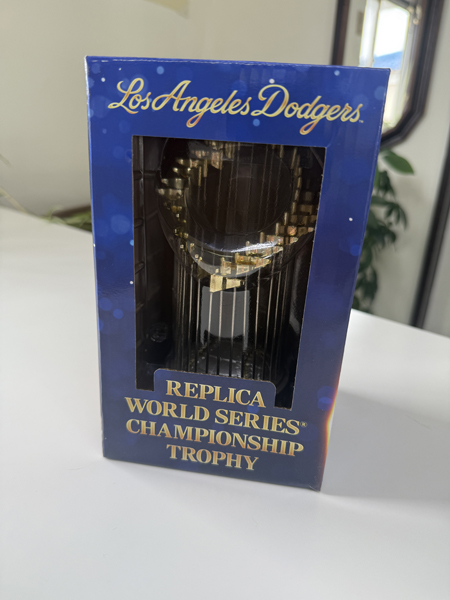 Los Angeles Dodgers
REPLICA
WORLD SERIES®
CHAMPIONSHIP
TROPHY